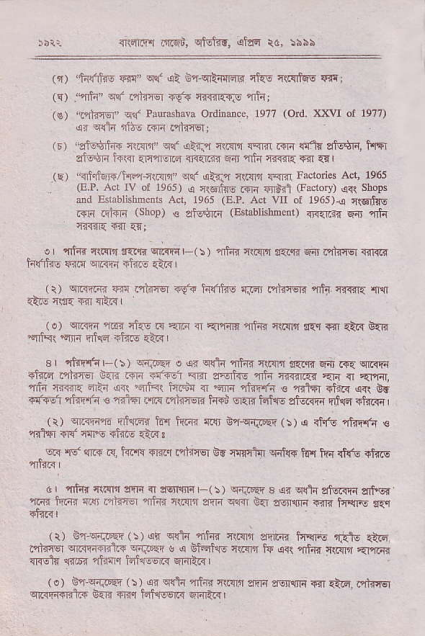 ১৯২২ বাংলাদেশ গেজেট, অতিরিক্ত, এপ্রিল ২৫, ১৯৯৯
(গ) “নির্ধারিত ফরম” অর্থ এই উপ-আইনমালার সহিত সংযোজিত ফরম;
(ঘ) “পানি” অর্থ পৌরসভা কর্তৃক সরবরাহকৃত পানি;
(ঙ) “পৌরসভা” অর্থ Paurashava Ordinance, 1977 (Ord. XXVI of 1977)
এর অধীন গঠিত কোন পৌরসভা;
(চ) “প্রতিষ্ঠানিক সংযোগ” অর্থ এইরূপ সংযোগ যদ্বারা কোন ধর্মীয় প্রতিষ্ঠান, শিক্ষা
প্রতিষ্ঠান কিংবা হাসপাতালে ব্যবহারের জন্য পানি সরবরাহ করা হয়।
(ছ) “বাণিজ্যিক/শিল্প-সংযোগ” অর্থ এইরূপ সংযোগ যদ্বারা Factories Act, 1965
(E.P. Act IV of 1965) এ সংজ্ঞায়িত কোন ফ্যাক্টরী (Factory) এবং Shops
and Establishments Act, 1965 (E.P. Act VII of 1965)-এ সংজ্ঞায়িত
কোন দোকান (Shop) ও প্রতিষ্ঠানে (Establishment) ব্যবহারের জন্য পানি
সরবরাহ করা হয়;
৩। পানির সংযোগ গ্রহণের আবেদন।—(১) পানির সংযোগ গ্রহণের জন্য পৌরসভা বরাবরে
নির্ধারিত ফরমে আবেদন করিতে হইবে।
(২) আবেদনের ফরম পৌরসভা কর্তৃক নির্ধারিত মূল্যে পৌরসভার পানি সরবরাহ শাখা
হইতে সংগ্রহ করা যাইবে।
(৩) আবেদন পত্রের সহিত যে স্থানে বা স্থাপনায় পানির সংযোগ গ্রহণ করা হইবে উহার
প্লাম্বিং প্ল্যান দাখিল করিতে হইবে।
৪। পরিদর্শন।—(১) অনুচ্ছেদ ৩ এর অধীন পানির সংযোগ গ্রহণের জন্য কেহ আবেদন
করিলে পৌরসভা উহার কোন কর্মকর্তা দ্বারা প্রস্তাবিত পানি সরবরাহের স্থান বা স্থাপনা,
পানি সরবরাহ লাইন এবং প্লাম্বিং সিস্টেম বা প্ল্যান পরিদর্শন ও পরীক্ষা করিবে এবং উক্ত
কর্মকর্তা পরিদর্শন ও পরীক্ষা শেষে পৌরসভার নিকট তাহার লিখিত প্রতিবেদন দাখিল করিবেন।
(২) আবেদনপত্র দাখিলের ত্রিশ দিনের মধ্যে উপ-অনুচ্ছেদ (১) এ বর্ণিত পরিদর্শন ও
পরীক্ষা কার্য সমাপ্ত করিতে হইবেঃ
তবে শর্ত থাকে যে, বিশেষ কারণে পৌরসভা উক্ত সময়সীমা অনধিক ত্রিশ দিন বর্ধিত করিতে
পারিবে।
৫। পানির সংযোগ প্রদান বা প্রত্যাখ্যান।—(১) অনুচ্ছেদ ৪ এর অধীন প্রতিবেদন প্রাপ্তির
পনের দিনের মধ্যে পৌরসভা পানির সংযোগ প্রদান অথবা উহা প্রত্যাখ্যান করার সিদ্ধান্ত গ্রহণ
করিবে।
(২) উপ-অনুচ্ছেদ (১) এর অধীন পানির সংযোগ প্রদানের সিদ্ধান্ত গৃহীত হইলে,
পৌরসভা আবেদনকারীকে অনুচ্ছেদ ৬ এ উল্লিখিত সংযোগ ফি এবং পানির সংযোগ স্থাপনের
যাবতীয় খরচের পরিমাণ লিখিতভাবে জানাইবে।
(৩) উপ-অনুচ্ছেদ (১) এর অধীন পানির সংযোগ প্রদান প্রত্যাখ্যান করা হইলে, পৌরসভা
আবেদনকারীকে উহার কারণ লিখিতভাবে জানাইবে।